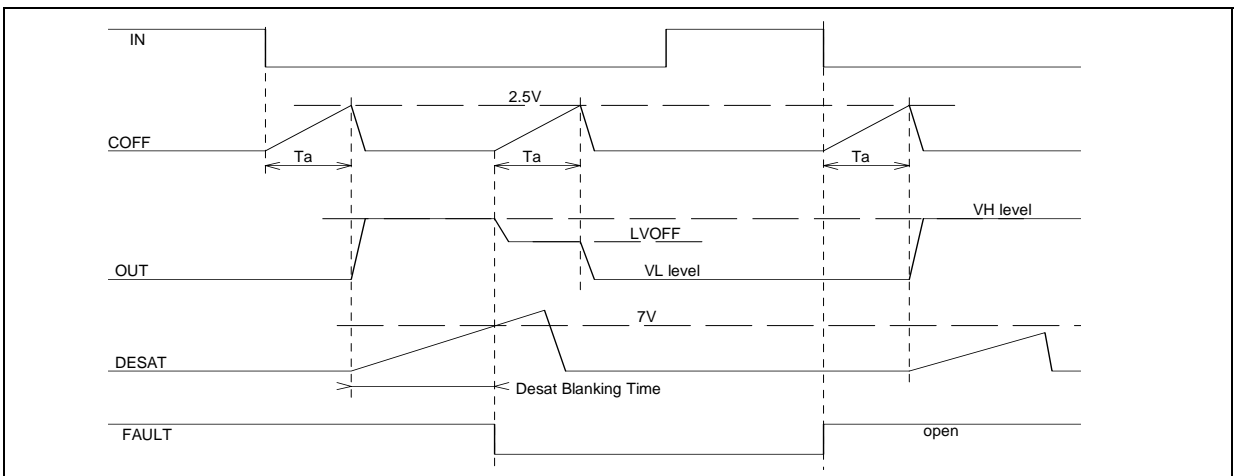 IN
2.5V
COFF
Ta
Ta
Ta
VH level
LVOFF
OUT
VL level
7V
DESAT
Desat Blanking Time
FAULT
open